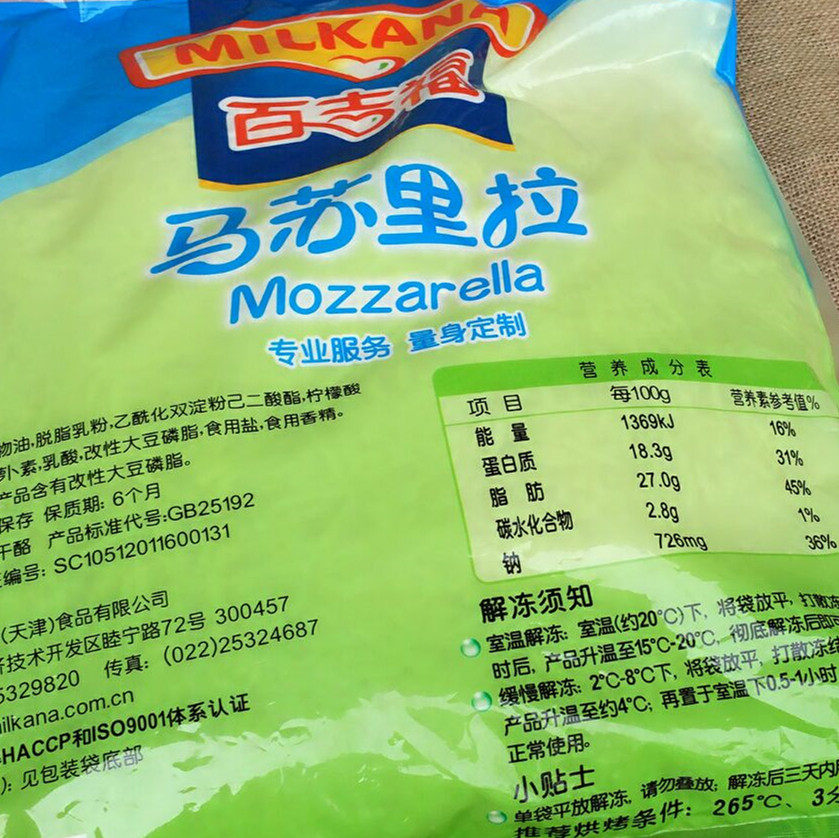 MILKANA
百吉福
马苏里拉
Mozzarella
专业服务 量身定制
物油,脱脂乳粉,乙酰化双淀粉己二酸酯,柠檬酸
卜素,乳酸,改性大豆磷脂,食用盐,食用香精。
产品含有改性大豆磷脂。
保存 保质期: 6个月
干酪 产品标准代号:GB25192
编号: SC10512011600131
(天津)食品有限公司
济技术开发区睦宁路72号 300457
5329820 传真: (022)25324687
milkana.com.cn
HACCP和ISO9001体系认证
): 见包装袋底部
营养成分表
项目 每100g 营养素参考值%
能量 1369kJ 16%
蛋白质 18.3g 31%
脂肪 27.0g 45%
碳水化合物 2.8g 1%
钠 726mg 36%
解冻须知
室温解冻: 室温(约20°C)下, 将袋放平, 打散冻
时后, 产品升温至15°C-20°C, 彻底解冻后即可
缓慢解冻: 2°C-8°C下, 将袋放平, 打散冻结
产品升温至约4°C; 再置于室温下0.5-1小时
正常使用。
小贴士
单袋平放解冻, 请勿叠放; 解冻后三天内用
推荐烘烤条件: 265°C、3分